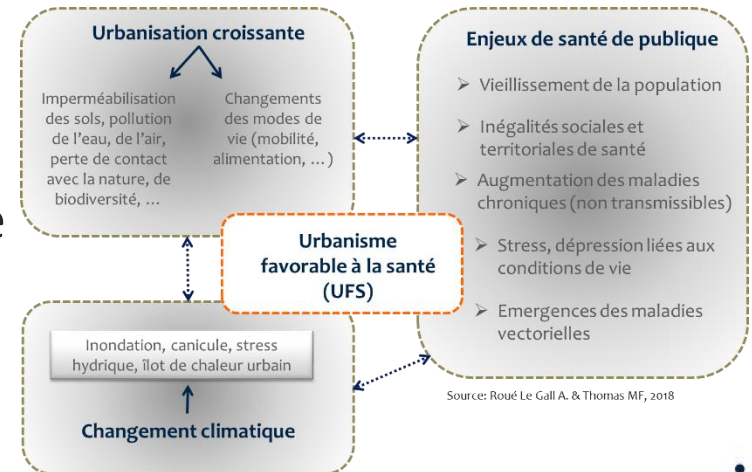 Urbanisation croissante
Imperméabilisation
des sols, pollution
de l'eau, de l'air,
perte de contact
avec la nature, de
biodiversité, ...
Changements
des modes de
vie (mobilité,
alimentation, ...)
Enjeux de santé de publique
➢ Vieillissement de la population
➢ Inégalités sociales et
territoriales de santé
➢ Augmentation des maladies
chroniques (non transmissibles)
➢ Stress, dépression liées aux
conditions de vie
➢ Emergences des maladies
vectorielles
e
Urbanisme
favorable à la santé
(UFS)
Inondation, canicule, stress
hydrique, îlot de chaleur urbain
Changement climatique
Source: Roué Le Gall A. & Thomas MF, 2018